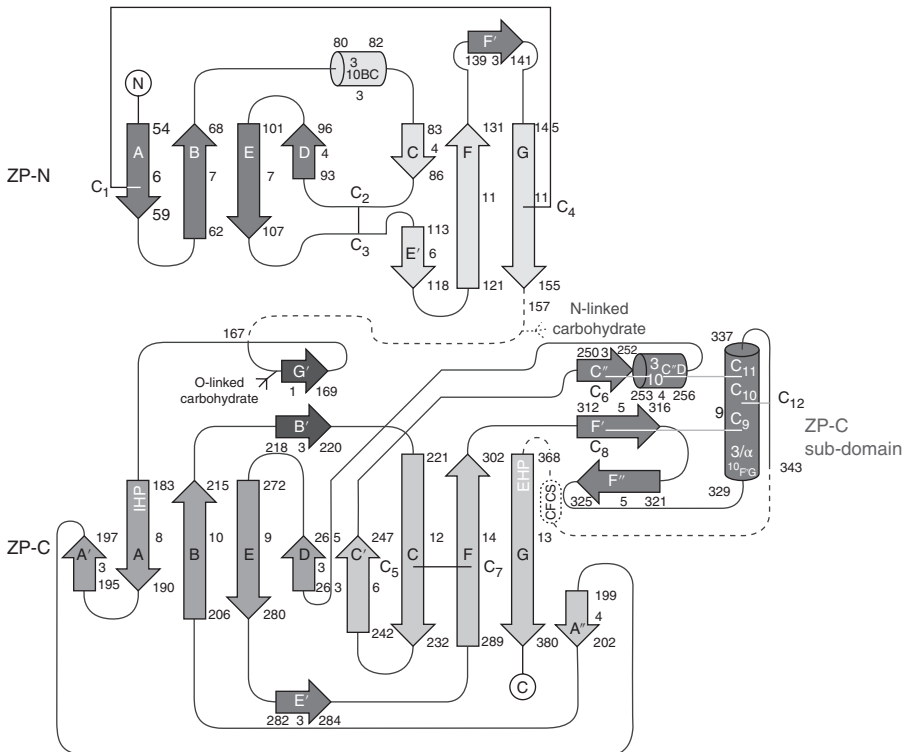 80 82
F′
139 3 141
3
10BC
3
N
54 68 101 96 83 131 145
A B E D 4 C 4 F G
ZP-N
C1 6 7 7 93 86 11 11 C4
C2
59
62 107
C3
113
E′ 6
118 121 155
157
N-linked
carbohydrate
167
O-linked
carbohydrate
G′
1 169
250 3 252
C″
C6
3
10 C″D
253 4 256
337
C11
C10
C12
9
C9
3/α
10F′G
329
343
ZP-C
sub-domain
312 5 316
F′
C8
F″
325 5 321
B′
218 3 220
221 302 368
EHP
CFCS
183 215 272
IHP
ZP-C
197 8 10 9 265 247 12 14 13
A′ A B E D C′ C F G
3 3 6 C5 C7
195 190 263
206 280 242 232 289 380
199
4
A″
202
C
E′
282 3 284